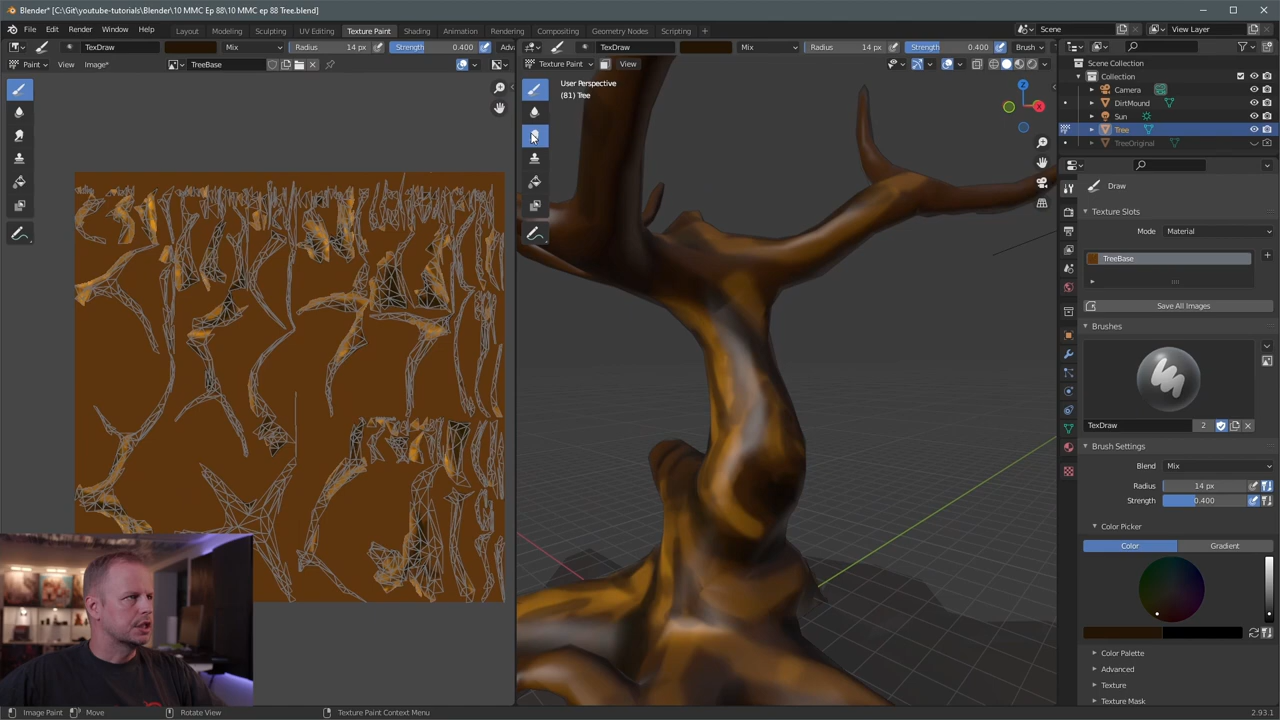 Blender* [C:\Git\youtube-tutorials\Blender\10 MMC Ep 88\10 MMC ep 88 Tree.blend]
File Edit Render Window Help Layout Modeling Sculpting UV Editing Texture Paint Shading Animation Rendering Compositing Geometry Nodes Scripting + Scene View Layer
TexDraw Mix Radius 14 px Strength 0.400 Adv
TexDraw Mix Radius 14 px Strength 0.400 Brush
Paint View Image* TreeBase
Texture Paint View
User Perspective
(81) Tree
Z
X
Scene Collection
Collection
Camera
DirtMound
Sun
Tree
TreeOriginal
Draw
Texture Slots
Mode Material
TreeBase
Save All Images
Brushes
TexDraw 2
Brush Settings
Blend Mix
Radius 14 px
Strength 0.400
Color Picker
Color Gradient
Color Palette
Advanced
Texture
Texture Mask
Image Paint Move Rotate View Texture Paint Context Menu 2.93.1